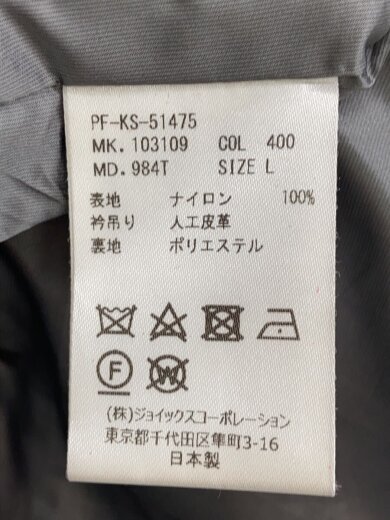 PF-KS-51475
MK. 103109 COL 400
MD. 984T SIZE L
表地 ナイロン 100%
衿吊り 人工皮革
裏地 ポリエステル
F W
(株)ジョイックスコーポレーション
東京都千代田区隼町3-16
日本製